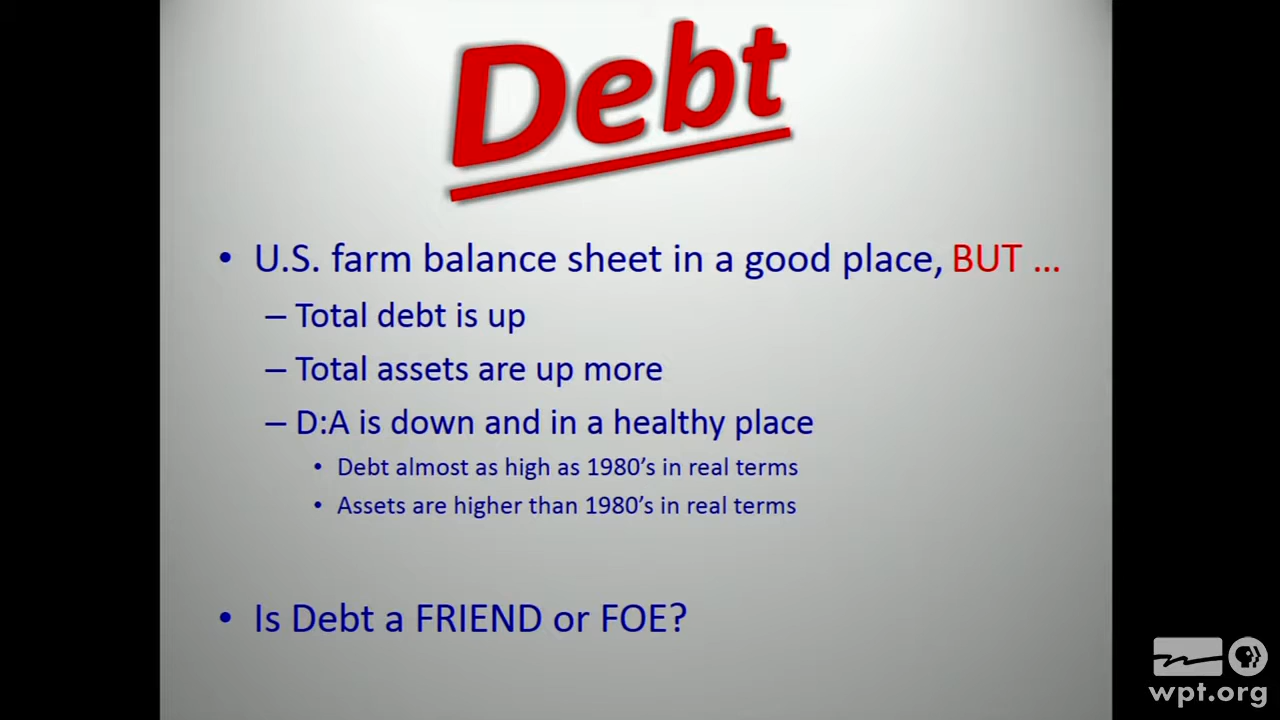 Debt
• U.S. farm balance sheet in a good place, BUT ...
– Total debt is up
– Total assets are up more
– D:A is down and in a healthy place
• Debt almost as high as 1980's in real terms
• Assets are higher than 1980's in real terms
• Is Debt a FRIEND or FOE?
wpt.org